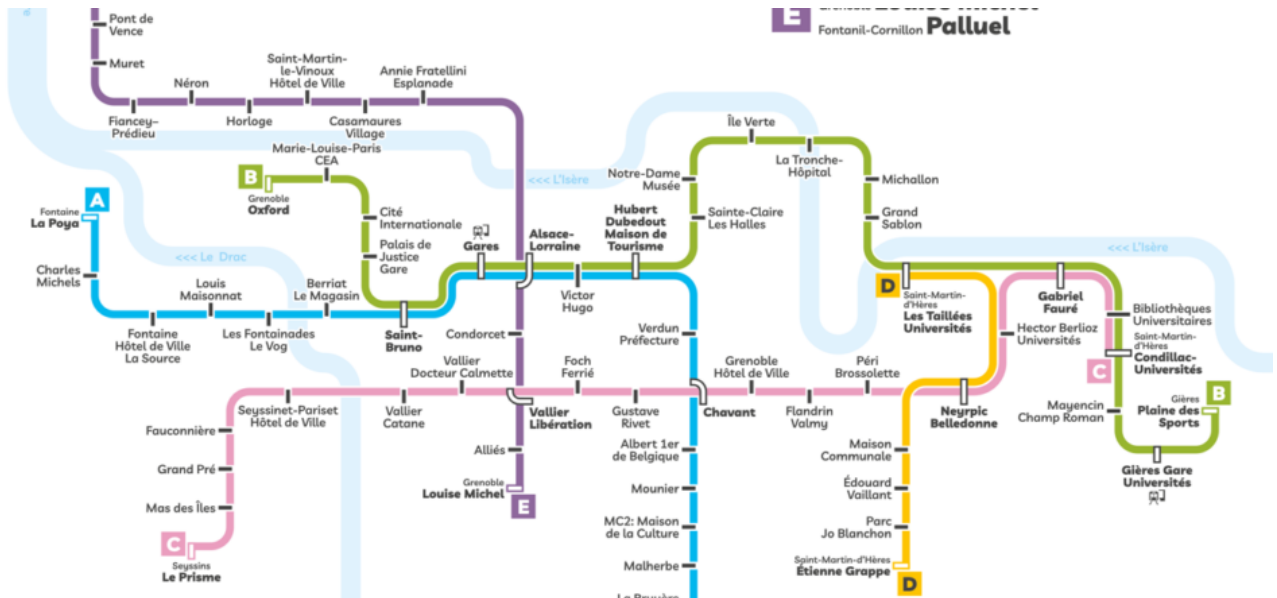 Pont de
Vence
E
Fontanil-Cornillon Palluel
Muret
Néron
Saint-Martin-
le-Vinoux
Hôtel de Ville
Annie Fratellini
Esplanade
Fiancey–
Prédieu
Horloge
Casamaures
Village
Île Verte
Marie-Louise-Paris
CEA
La Tronche-
Hôpital
B
Grenoble
Oxford
<<< L'Isère
Notre-Dame
Musée
Michallon
A
Fontaine
La Poya
Cité
Internationale
Hubert
Dubedout
Maison de
Tourisme
Sainte-Claire
Les Halles
Grand
Sablon
Gares
Alsace-
Lorraine
Palais de
Justice
Gare
<<< Le Drac
<<< L'Isère
Charles
Michels
Louis
Maisonnat
Berriat
Le Magasin
Victor
Hugo
D
Saint-Martin-
d'Hères
Les Taillées
Universités
Gabriel
Fauré
Bibliothèques
Universitaires
Fontaine
Hôtel de Ville
La Source
Les Fontainades
Le Vog
Saint-
Bruno
Condorcet
Verdun
Préfecture
Hector Berlioz
Universités
Saint-Martin-
d'Hères
Condillac-
Universités
C
Vallier
Docteur Calmette
Foch
Ferrié
Grenoble
Hôtel de Ville
Péri
Brossolette
B
Gières
Plaine des
Sports
Seyssinet-Pariset
Hôtel de Ville
Vallier
Catane
Vallier
Libération
Gustave
Rivet
Chavant
Flandrin
Valmy
Neyrpic
Belledonne
Mayencin
Champ Roman
Fauconnière
Alliés
Albert 1er
de Belgique
Maison
Communale
Gières Gare
Universités
Grand Pré
Grenoble
Louise Michel
E
Mounier
Édouard
Vaillant
Mas des Îles
MC2: Maison
de la Culture
Parc
Jo Blanchon
C
Seyssins
Le Prisme
Malherbe
Saint-Martin-d'Hères
Étienne Grappe
D